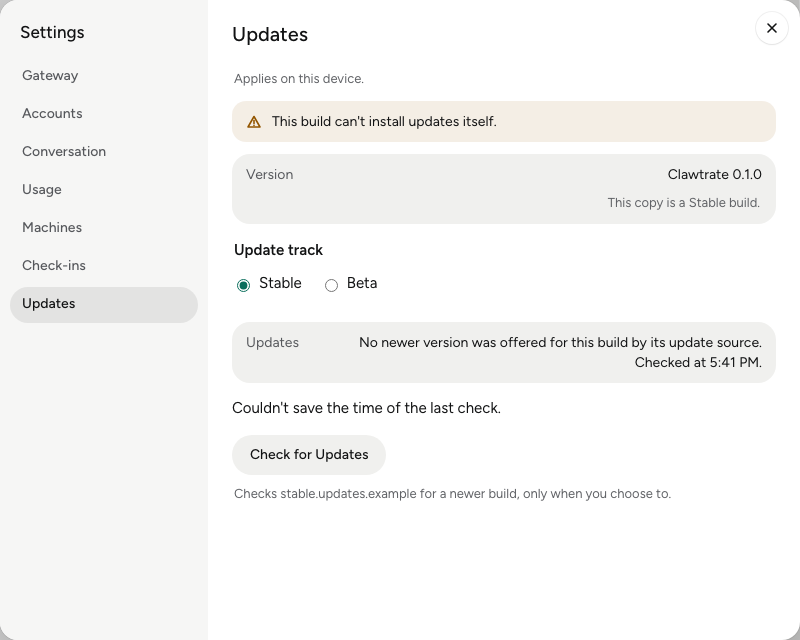 Settings
Gateway
Accounts
Conversation
Usage
Machines
Check-ins
Updates
Updates
Applies on this device.
This build can't install updates itself.
Version
Clawtrate 0.1.0
This copy is a Stable build.
Update track
Stable
Beta
Updates
No newer version was offered for this build by its update source.
Checked at 5:41 PM.
Couldn't save the time of the last check.
Check for Updates
Checks stable.updates.example for a newer build, only when you choose to.